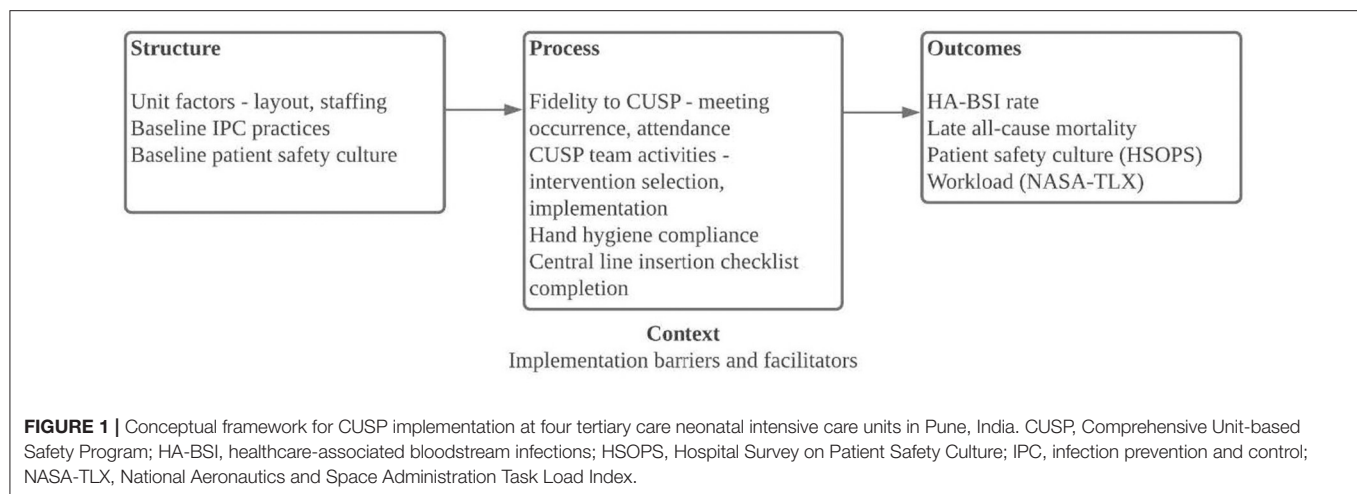 Structure
Unit factors - layout, staffing
Baseline IPC practices
Baseline patient safety culture
Process
Fidelity to CUSP - meeting
occurrence, attendance
CUSP team activities -
intervention selection,
implementation
Hand hygiene compliance
Central line insertion checklist
completion
Outcomes
HA-BSI rate
Late all-cause mortality
Patient safety culture (HSOPS)
Workload (NASA-TLX)
Context
Implementation barriers and facilitators
FIGURE 1 | Conceptual framework for CUSP implementation at four tertiary care neonatal intensive care units in Pune, India. CUSP, Comprehensive Unit-based
Safety Program; HA-BSI, healthcare-associated bloodstream infections; HSOPS, Hospital Survey on Patient Safety Culture; IPC, infection prevention and control;
NASA-TLX, National Aeronautics and Space Administration Task Load Index.